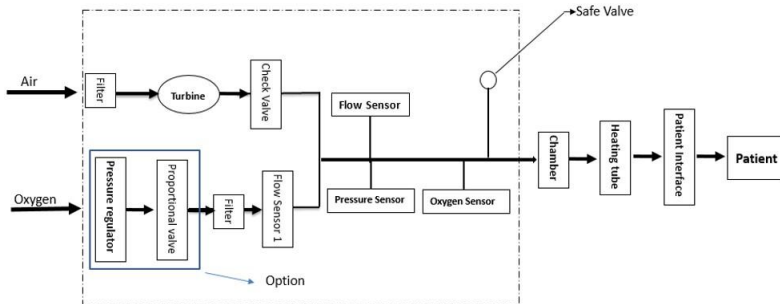 Safe Valve
Air
Filter
Turbine
Check Valve
Flow Sensor
Oxygen
Pressure regulator
Proportional valve
Filter
Flow Sensor 1
Pressure Sensor
Oxygen Sensor
Chamber
Heating tube
Patient Interface
Patient
Option